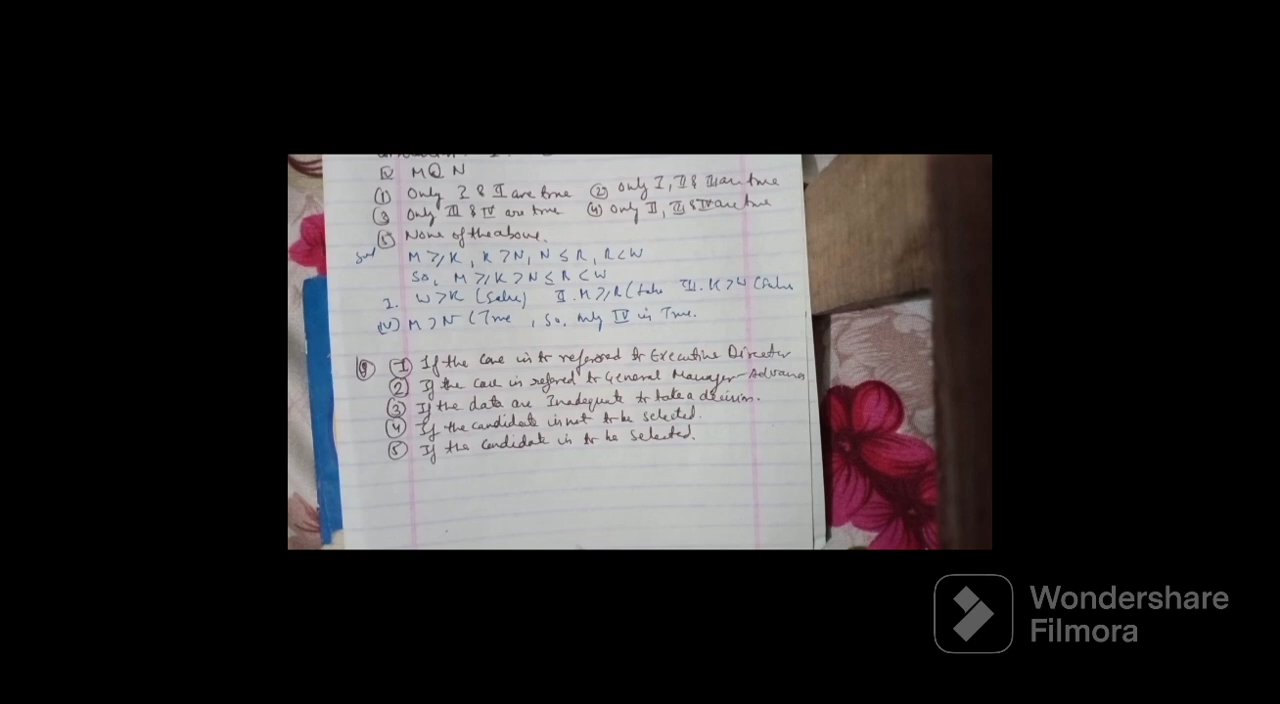 IV M@N
(1) Only I & II are true (2) Only I, II & III are true
(3) Only III & IV are true (4) Only II, III & IV are true
(5) None of the above.
M ≥ K, K > N, N ≤ R, R < W
So, M ≥ K > N ≤ R < W
I. W > K (false) II. M ≥ R (false III. K > W (false
(IV) M > N (True, So, only IV is True.
(1) If the case is to referred to Executive Director
(2) If the case is refered to General Manager - Advances
(3) If the data are Inadequate to take a decision.
(4) If the candidate is not to be selected.
(5) If the candidate is to be selected.
Wondershare
Filmora